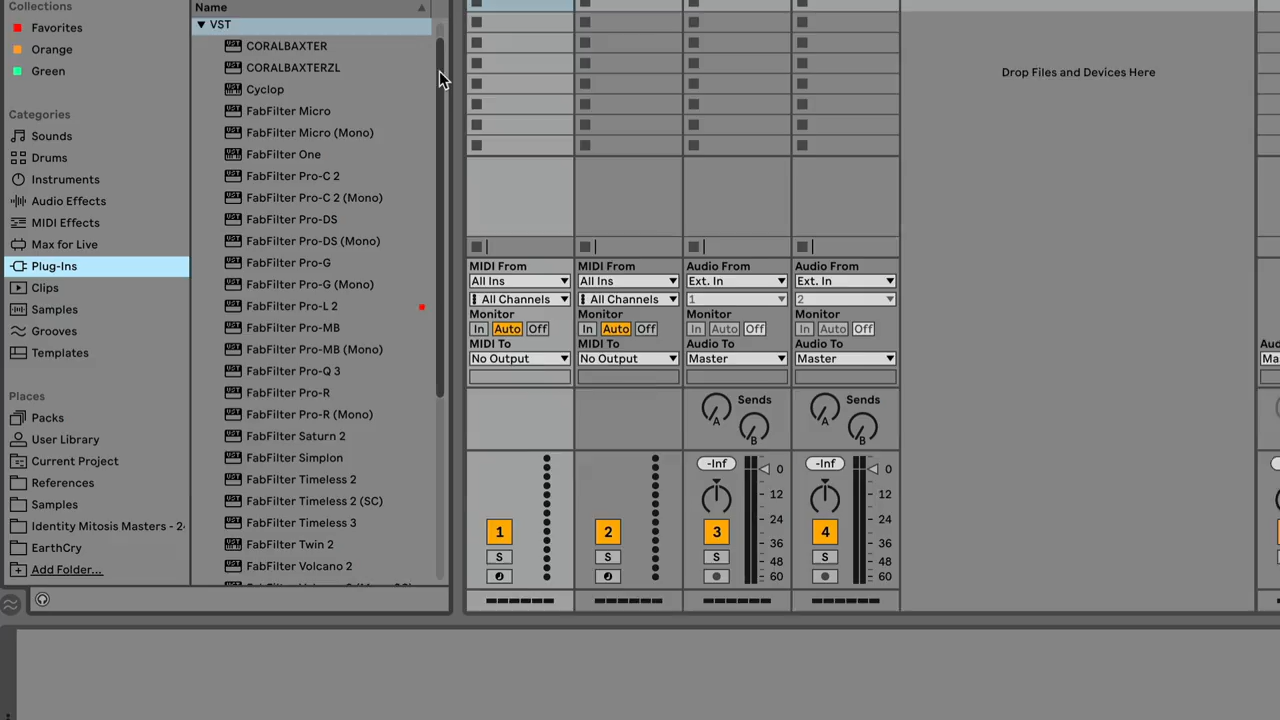 Collections
Favorites
Orange
Green
Categories
Sounds
Drums
Instruments
Audio Effects
MIDI Effects
Max for Live
Plug-Ins
Clips
Samples
Grooves
Templates
Places
Packs
User Library
Current Project
References
Samples
Identity Mitosis Masters - 24
EarthCry
Add Folder...
Name
VST
CORALBAXTER
CORALBAXTERZL
Cyclop
FabFilter Micro
FabFilter Micro (Mono)
FabFilter One
FabFilter Pro-C 2
FabFilter Pro-C 2 (Mono)
FabFilter Pro-DS
FabFilter Pro-DS (Mono)
FabFilter Pro-G
FabFilter Pro-G (Mono)
FabFilter Pro-L 2
FabFilter Pro-MB
FabFilter Pro-MB (Mono)
FabFilter Pro-Q 3
FabFilter Pro-R
FabFilter Pro-R (Mono)
FabFilter Saturn 2
FabFilter Simplon
FabFilter Timeless 2
FabFilter Timeless 2 (SC)
FabFilter Timeless 3
FabFilter Twin 2
FabFilter Volcano 2
Drop Files and Devices Here
MIDI From MIDI From Audio From Audio From
All Ins All Ins Ext. In Ext. In
All Channels All Channels 1 2
Monitor Monitor Monitor Monitor
In Auto Off In Auto Off In Auto Off In Auto Off
MIDI To MIDI To Audio To Audio To Aud
No Output No Output Master Master Ma
Sends Sends
A B A B
-Inf 0 -Inf 0
12 12
24 24
1 2 3 4
36 36
S S S S
48 48
60 60